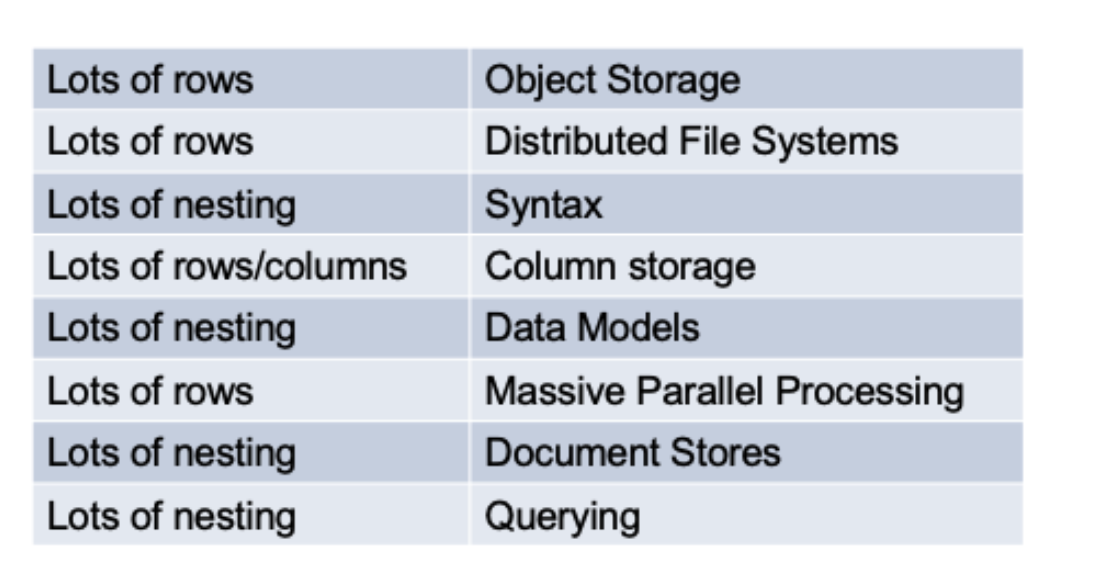 Lots of rows Object Storage
Lots of rows Distributed File Systems
Lots of nesting Syntax
Lots of rows/columns Column storage
Lots of nesting Data Models
Lots of rows Massive Parallel Processing
Lots of nesting Document Stores
Lots of nesting Querying